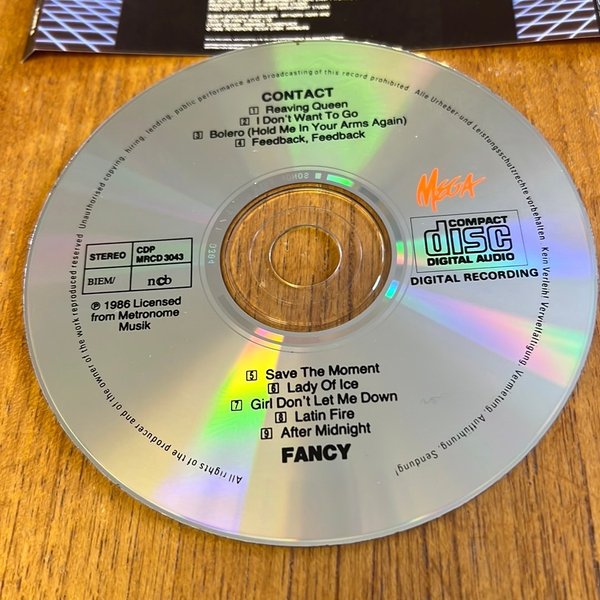 CONTACT
1 Reaving Queen
2 I Don't Want To Go
3 Bolero (Hold Me In Your Arms Again)
4 Feedback, Feedback
MEGA
COMPACT
disc
DIGITAL AUDIO
DIGITAL RECORDING
STEREO
CDP
MRCD 3043
BIEM/
ncb
℗ 1986 Licensed
from Metronome
Musik
5 Save The Moment
6 Lady Of Ice
7 Girl Don't Let Me Down
8 Latin Fire
9 After Midnight
FANCY
All rights of the producer and of the owner of the work reproduced reserved. Unauthorised copying, hiring, lending, public performance and broadcasting of this record prohibited. Alle Urheber und Leistungsschutzrechte vorbehalten. Kein Verleih! Vervielfältigung, Vermietung, Aufführung, Sendung!